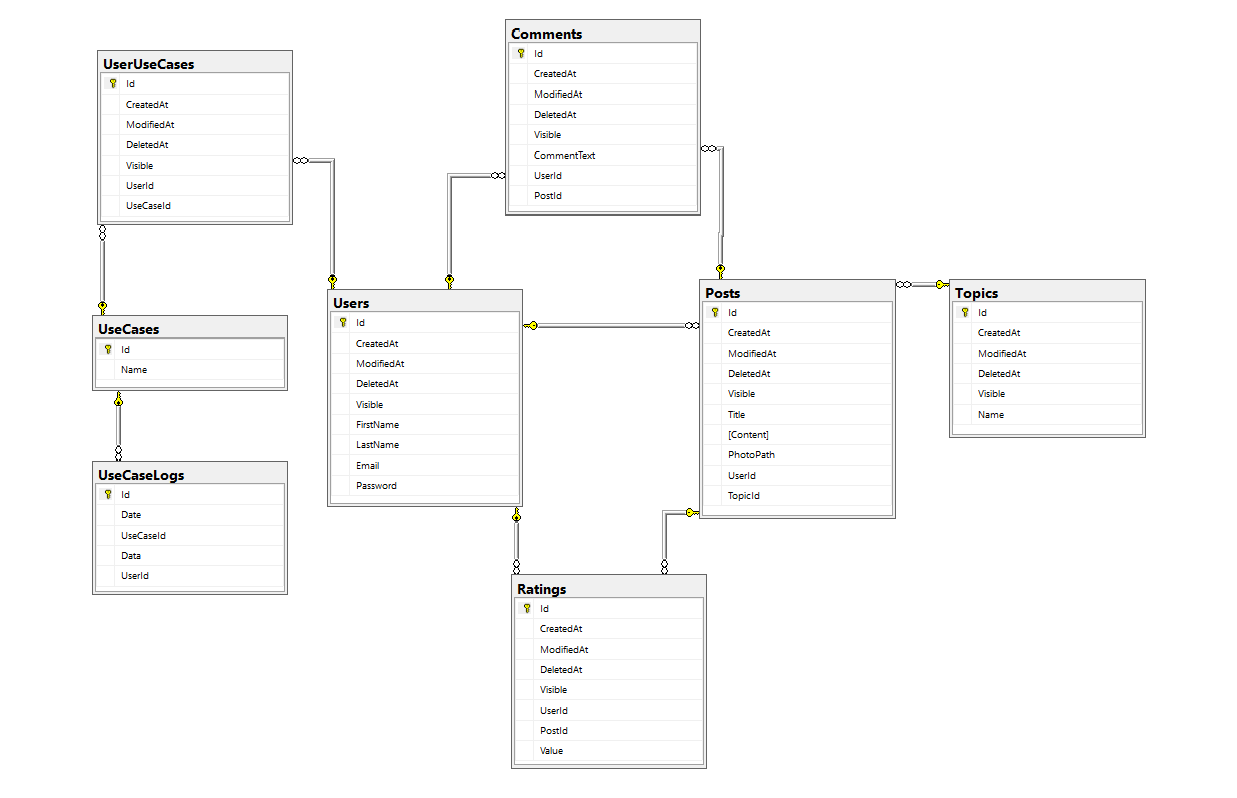 UserUseCases
Id
CreatedAt
ModifiedAt
DeletedAt
Visible
UserId
UseCaseId
Comments
Id
CreatedAt
ModifiedAt
DeletedAt
Visible
CommentText
UserId
PostId
UseCases
Id
Name
Users
Id
CreatedAt
ModifiedAt
DeletedAt
Visible
FirstName
LastName
Email
Password
Posts
Id
CreatedAt
ModifiedAt
DeletedAt
Visible
Title
[Content]
PhotoPath
UserId
TopicId
Topics
Id
CreatedAt
ModifiedAt
DeletedAt
Visible
Name
UseCaseLogs
Id
Date
UseCaseId
Data
UserId
Ratings
Id
CreatedAt
ModifiedAt
DeletedAt
Visible
UserId
PostId
Value